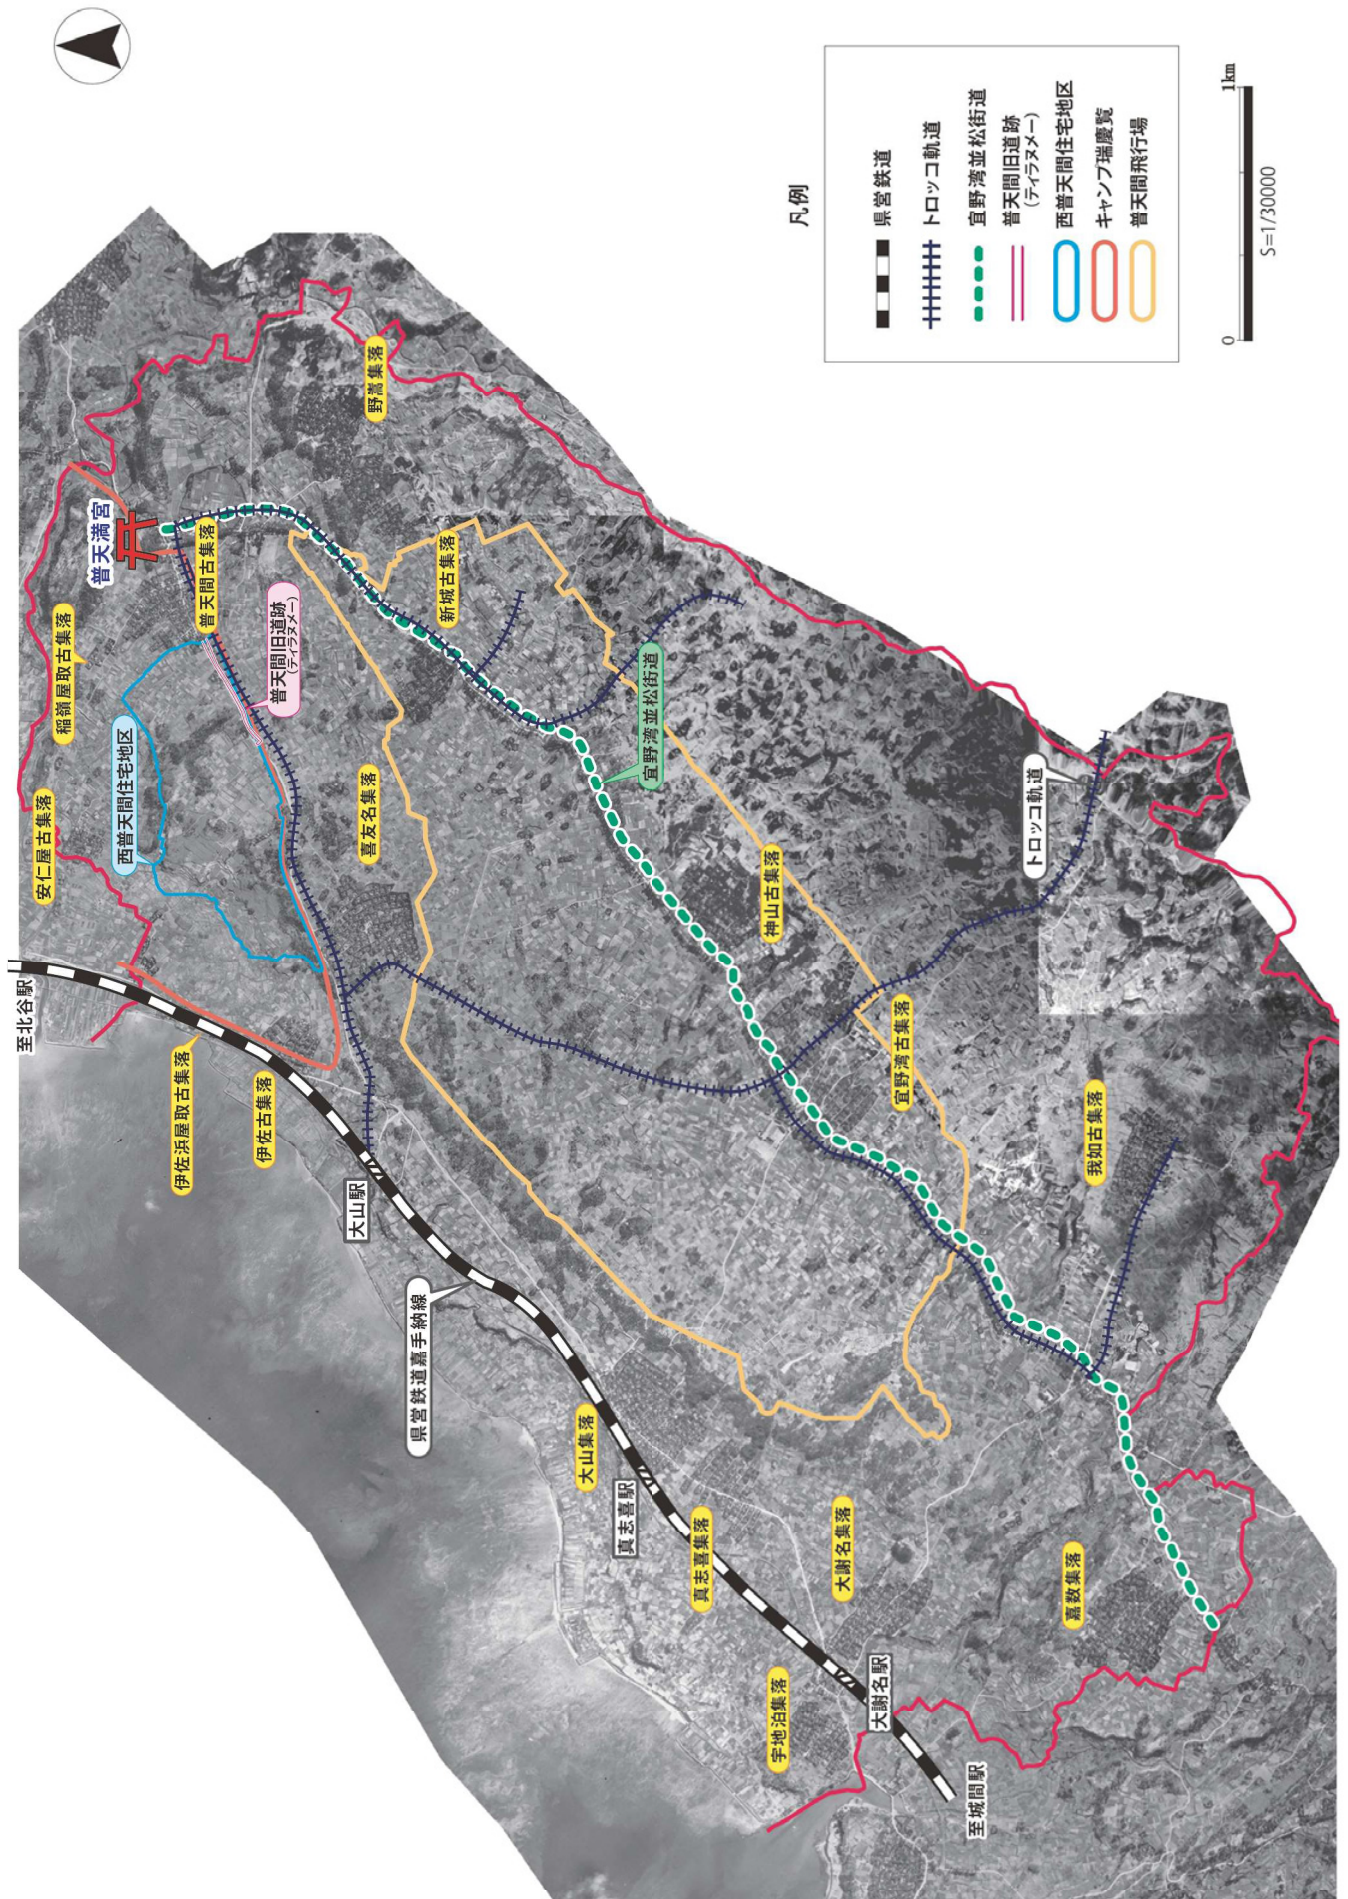 凡例
県営鉄道
トロッコ軌道
宜野湾並松街道
普天間旧道跡
(ティラヌメー)
西普天間住宅地区
キャンプ瑞慶覧
普天間飛行場
0
1km
S=1/30000
普天満宮
野嵩集落
普天間古集落
稲嶺屋取古集落
普天間旧道跡
(ティラヌメー)
新城古集落
西普天間住宅地区
安仁屋古集落
喜友名集落
宜野湾並松街道
神山古集落
トロッコ軌道
至北谷駅
伊佐浜屋取古集落
伊佐古集落
大山駅
宜野湾古集落
我如古集落
県営鉄道嘉手納線
大山集落
真志喜駅
真志喜集落
大謝名集落
嘉数集落
宇地泊集落
大謝名駅
至城間駅